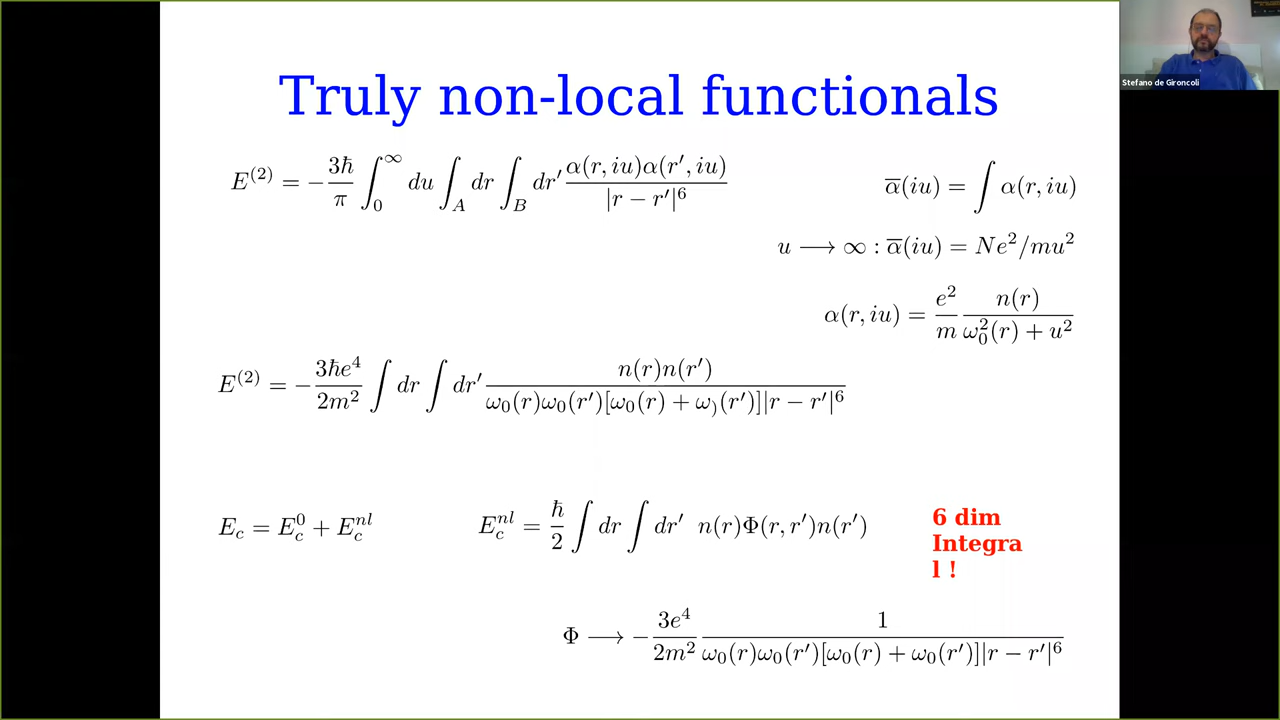 Truly non-local functionals
$E^{(2)} = -\frac{3\hbar}{\pi} \int_0^\infty du \int_A dr \int_B dr' \frac{\alpha(r,iu)\alpha(r',iu)}{|r-r'|^6}$
$\overline{\alpha}(iu) = \int \alpha(r,iu)$
$u \longrightarrow \infty : \overline{\alpha}(iu) = Ne^2/mu^2$
$\alpha(r,iu) = \frac{e^2}{m} \frac{n(r)}{\omega_0^2(r)+u^2}$
$E^{(2)} = -\frac{3\hbar e^4}{2m^2} \int dr \int dr' \frac{n(r)n(r')}{\omega_0(r)\omega_0(r')[\omega_0(r)+\omega_)(r')]|r-r'|^6}$
$E_c = E_c^0 + E_c^{nl}$
$E_c^{nl} = \frac{\hbar}{2} \int dr \int dr' \ n(r)\Phi(r,r')n(r')$
6 dim
Integra
l !
$\Phi \longrightarrow -\frac{3e^4}{2m^2} \frac{1}{\omega_0(r)\omega_0(r')[\omega_0(r)+\omega_0(r')]|r-r'|^6}$
Stefano de Gironcoli